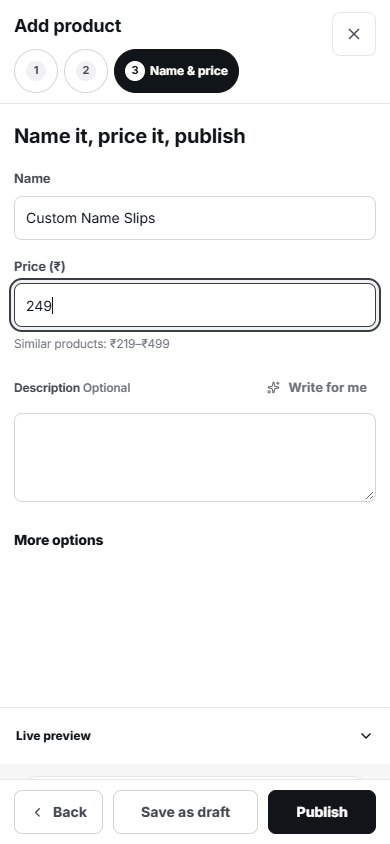 Add product
1
2
3 Name & price
Name it, price it, publish
Name
Custom Name Slips
Price (₹)
249
Similar products: ₹219–₹499
Description Optional
Write for me
More options
Live preview
Back
Save as draft
Publish